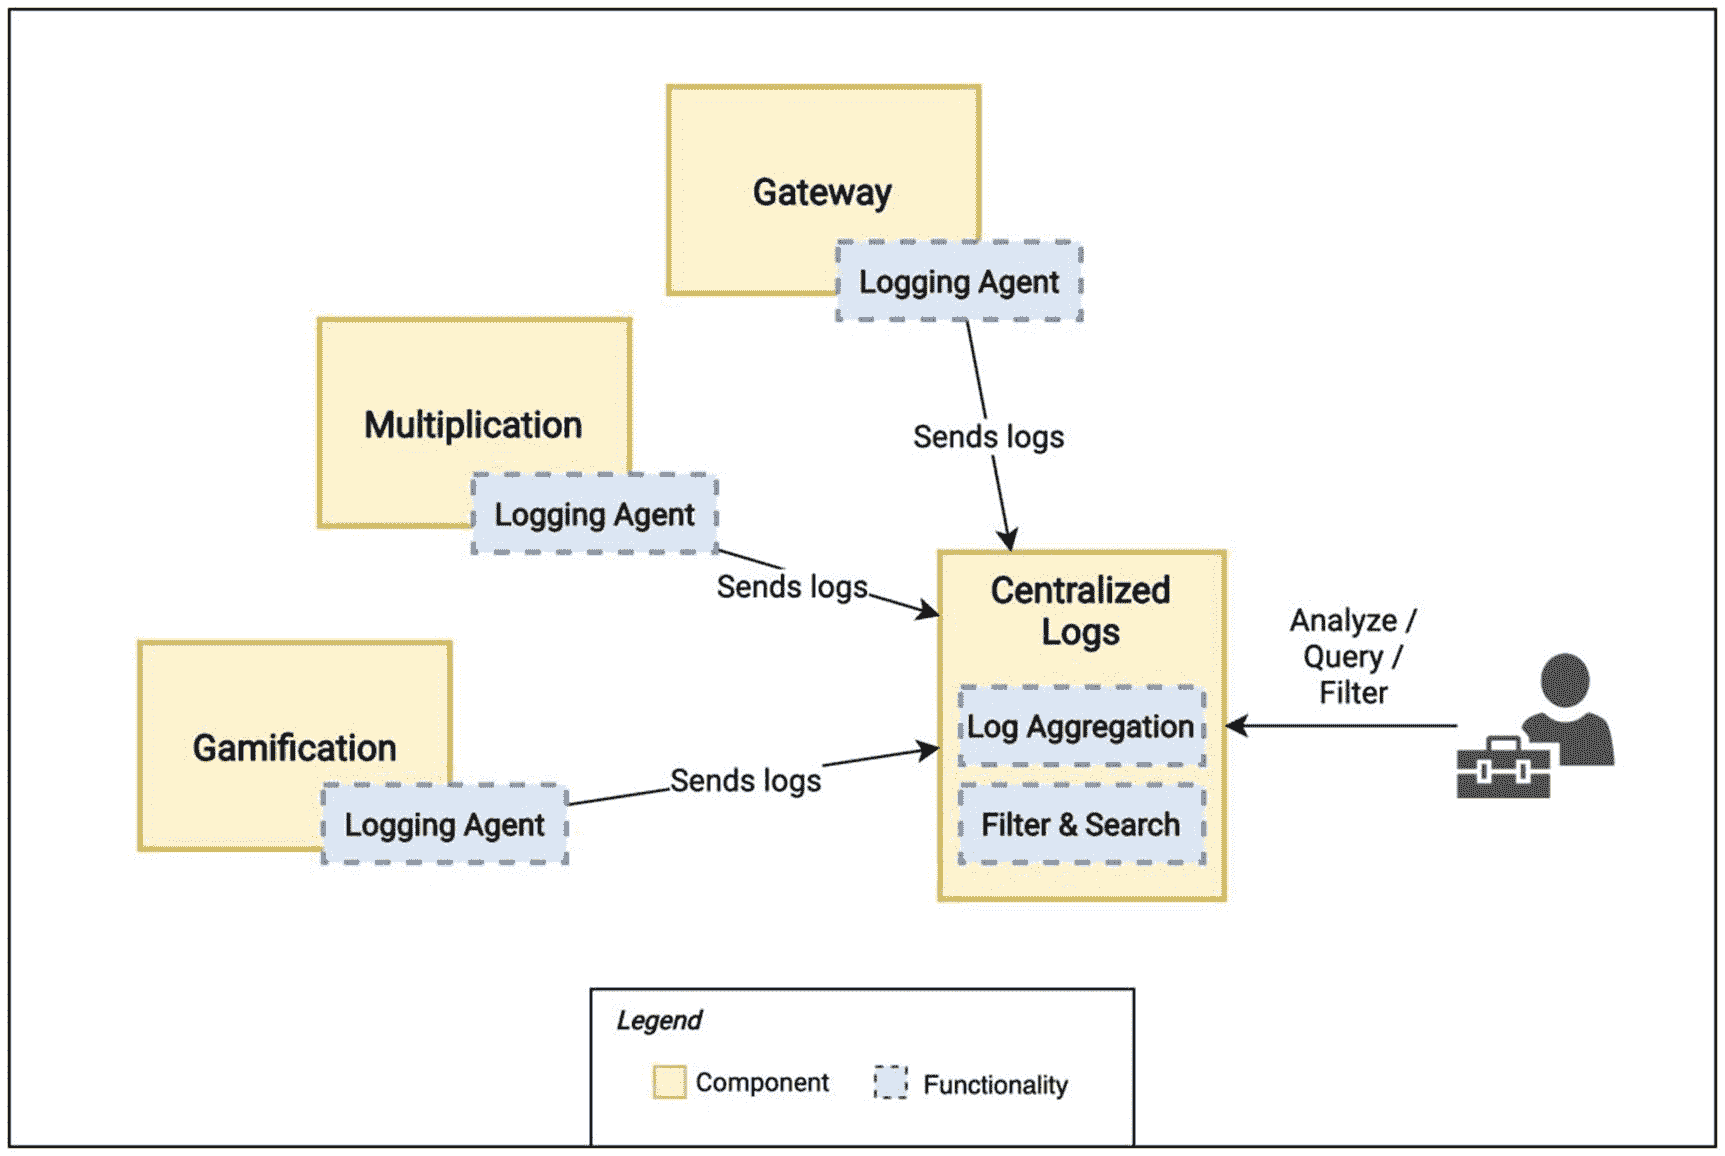 Gateway
Logging Agent
Multiplication
Logging Agent
Sends logs
Sends logs
Gamification
Logging Agent
Sends logs
Centralized
Logs
Log Aggregation
Filter & Search
Analyze /
Query /
Filter
Legend
Component
Functionality